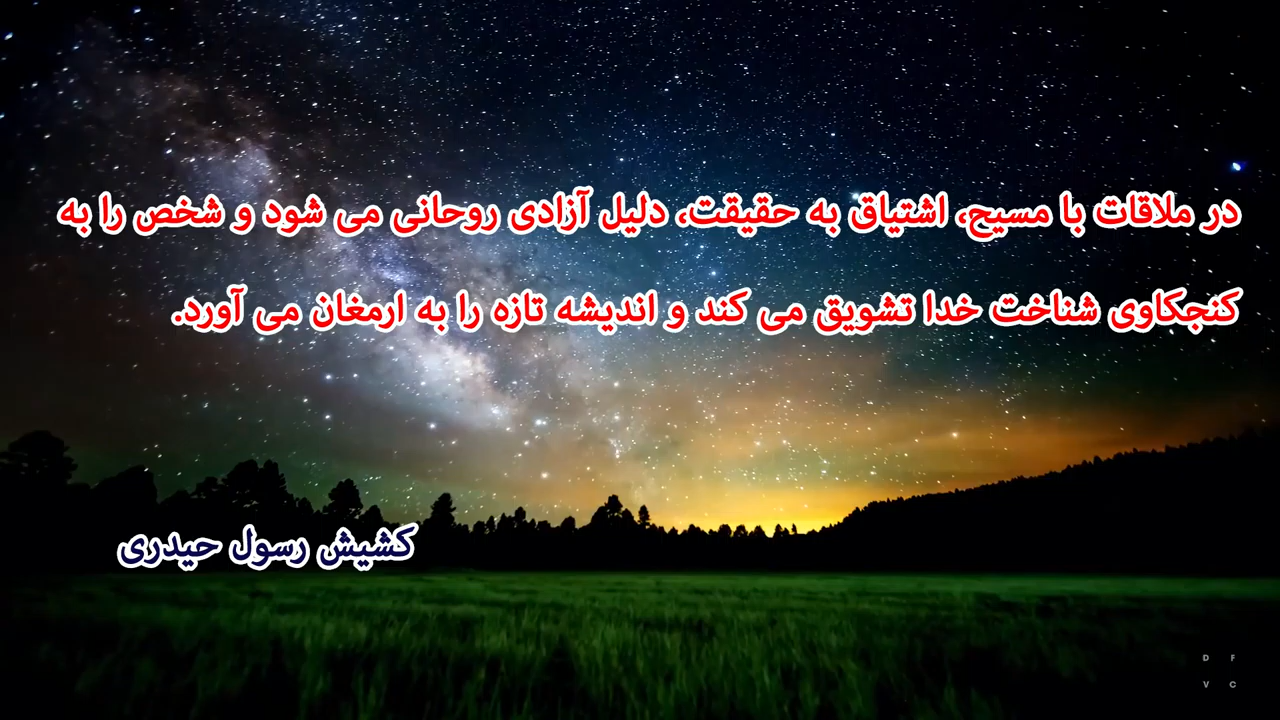 در ملاقات با مسیح، اشتیاق به حقیقت، دلیل آزادی روحانی می شود و شخص را به
کنجکاوی شناخت خدا تشویق می کند و اندیشه تازه را به ارمغان می آورد.
کشیش رسول حیدری
D F
V C